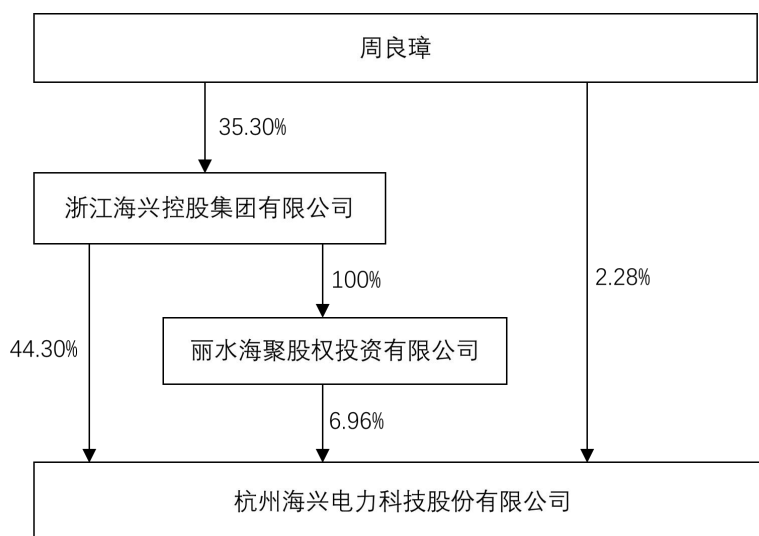 周良璋
35.30%
浙江海兴控股集团有限公司
100%
2.28%
44.30%
丽水海聚股权投资有限公司
6.96%
杭州海兴电力科技股份有限公司